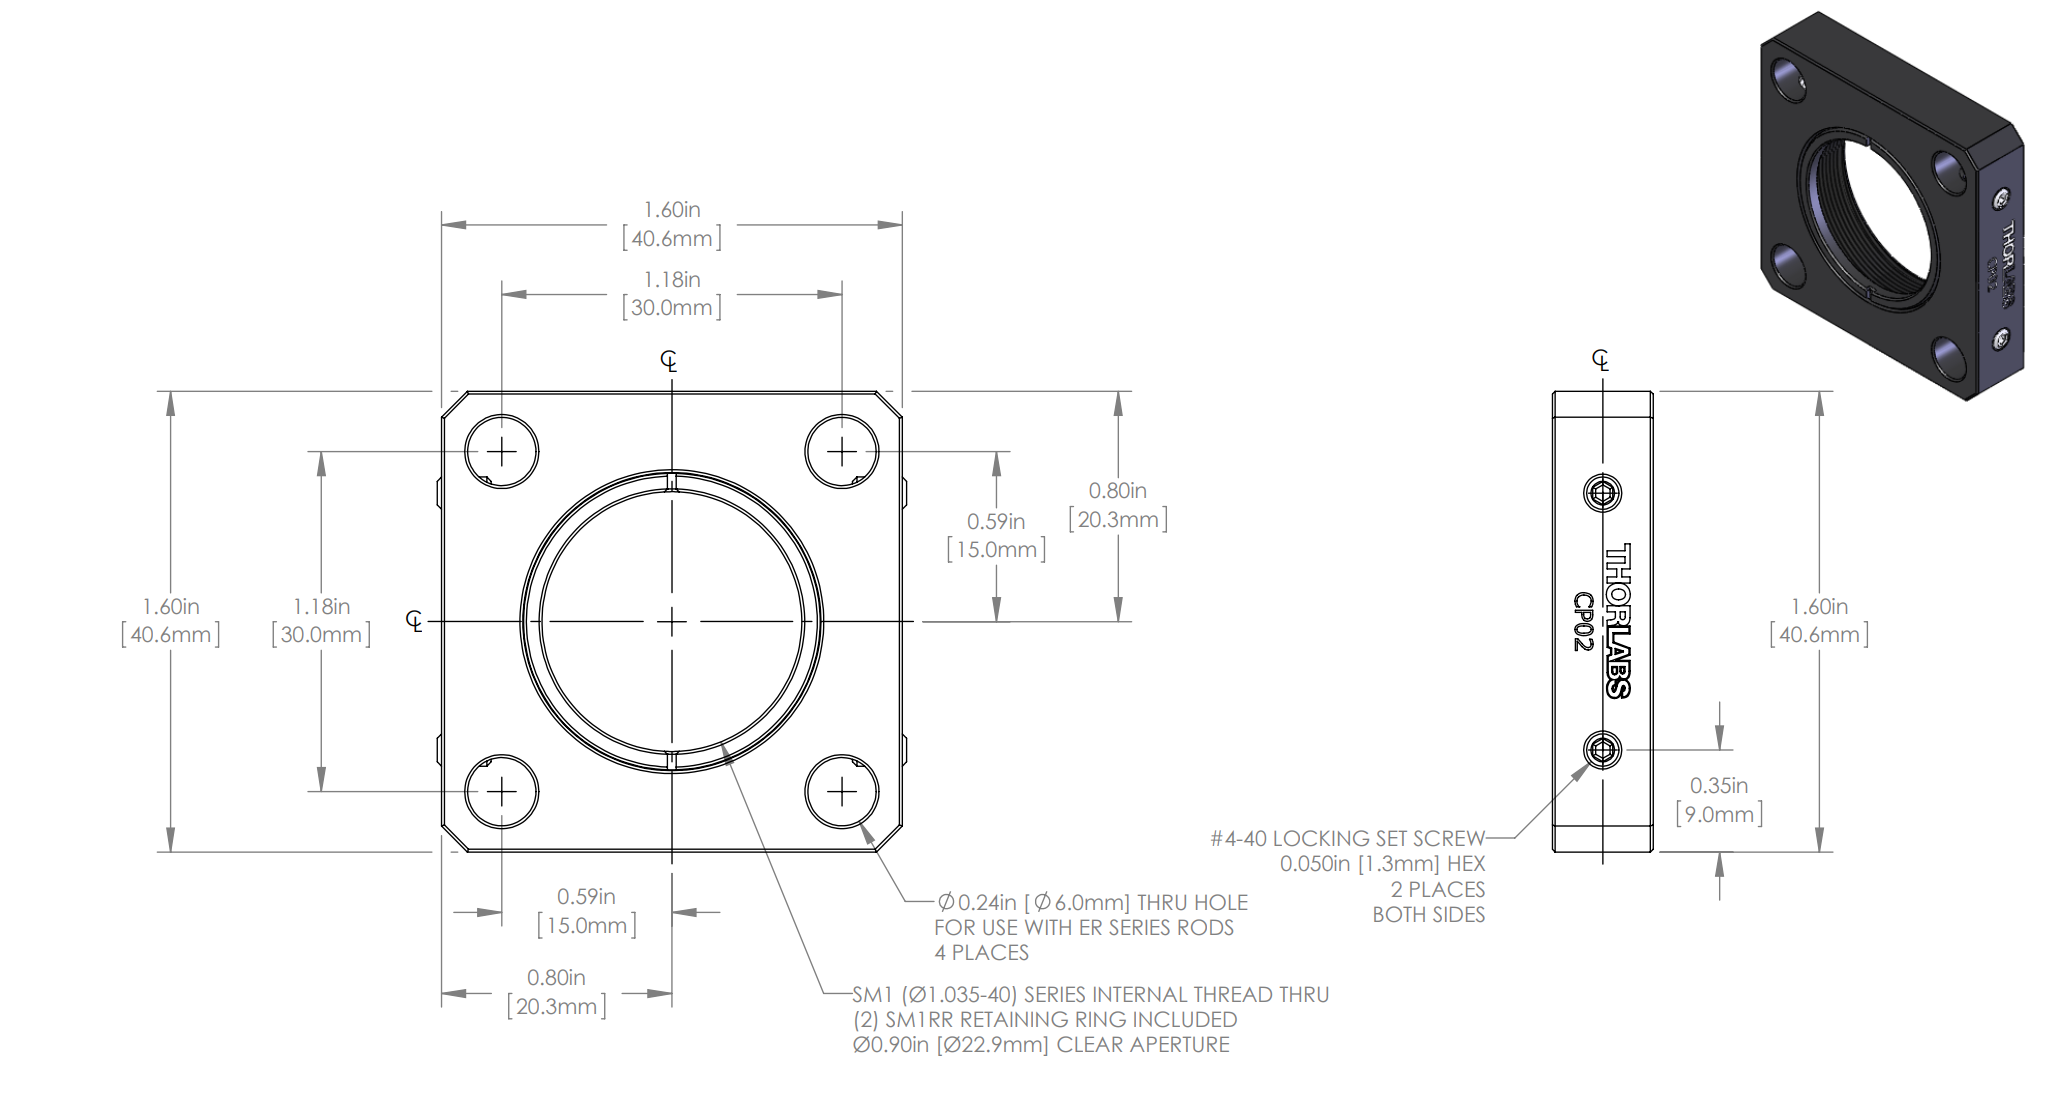 1.60in
[40.6mm]
1.18in
[30.0mm]
℄
℄
1.60in
[40.6mm]
1.18in
[30.0mm]
℄
0.59in
[15.0mm]
0.80in
[20.3mm]
0.59in
[15.0mm]
0.80in
[20.3mm]
Ø0.24in [Ø6.0mm] THRU HOLE
FOR USE WITH ER SERIES RODS
4 PLACES
SM1 (Ø1.035-40) SERIES INTERNAL THREAD THRU
(2) SM1RR RETAINING RING INCLUDED
Ø0.90in [Ø22.9mm] CLEAR APERTURE
THORLABS
CP02
1.60in
[40.6mm]
0.35in
[9.0mm]
#4-40 LOCKING SET SCREW
0.050in [1.3mm] HEX
2 PLACES
BOTH SIDES
THORLABS
CP02